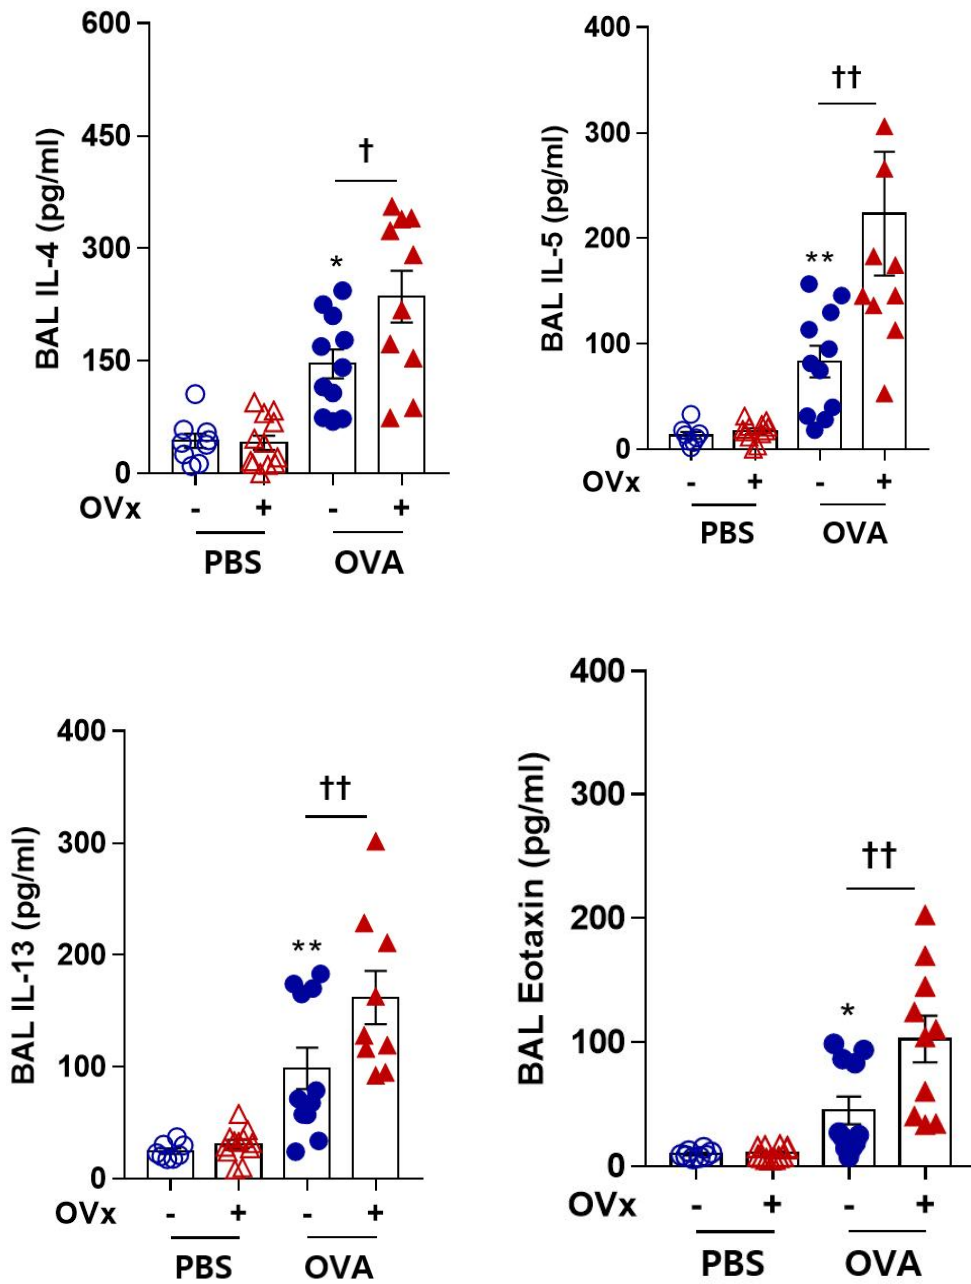 600
450
300
150
0
BAL IL-4 (pg/ml)
*
†
OVx - + - +
PBS OVA
400
300
200
100
0
BAL IL-5 (pg/ml)
**
††
OVx - + - +
PBS OVA
400
300
200
100
0
BAL IL-13 (pg/ml)
**
††
OVx - + - +
PBS OVA
400
300
200
100
0
BAL Eotaxin (pg/ml)
*
††
OVx - + - +
PBS OVA